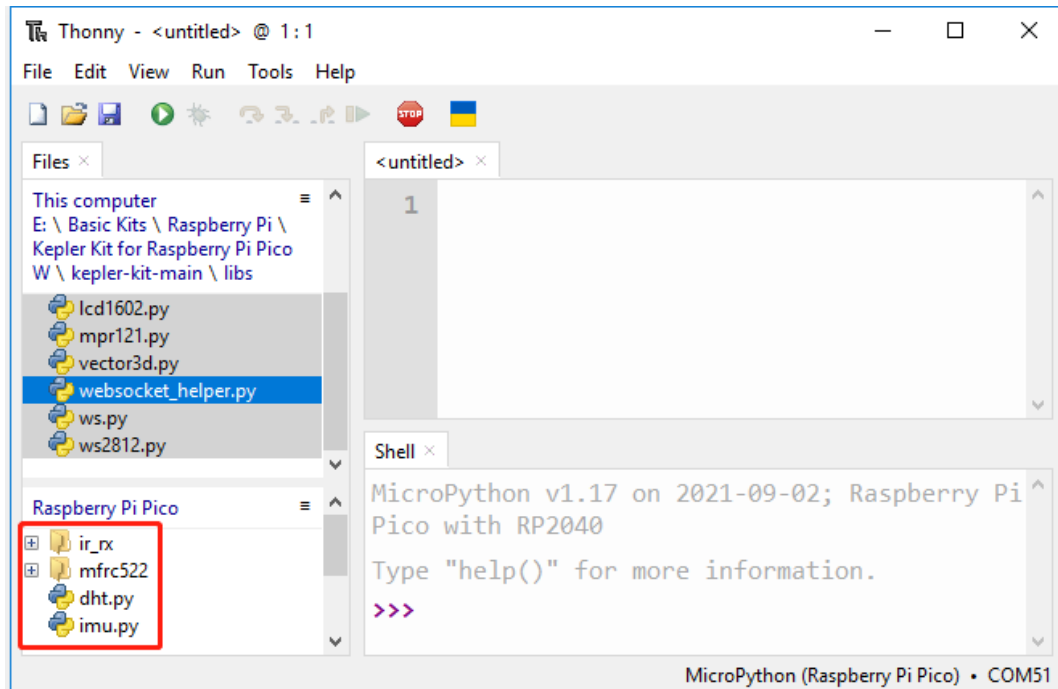 Thonny - <untitled> @ 1:1
File Edit View Run Tools Help
STOP
Files
This computer
E: \ Basic Kits \ Raspberry Pi \
Kepler Kit for Raspberry Pi Pico
W \ kepler-kit-main \ libs
lcd1602.py
mpr121.py
vector3d.py
websocket_helper.py
ws.py
ws2812.py
Raspberry Pi Pico
ir_rx
mfrc522
dht.py
imu.py
<untitled>
1
Shell
MicroPython v1.17 on 2021-09-02; Raspberry Pi
Pico with RP2040
Type "help()" for more information.
>>>
MicroPython (Raspberry Pi Pico) • COM51